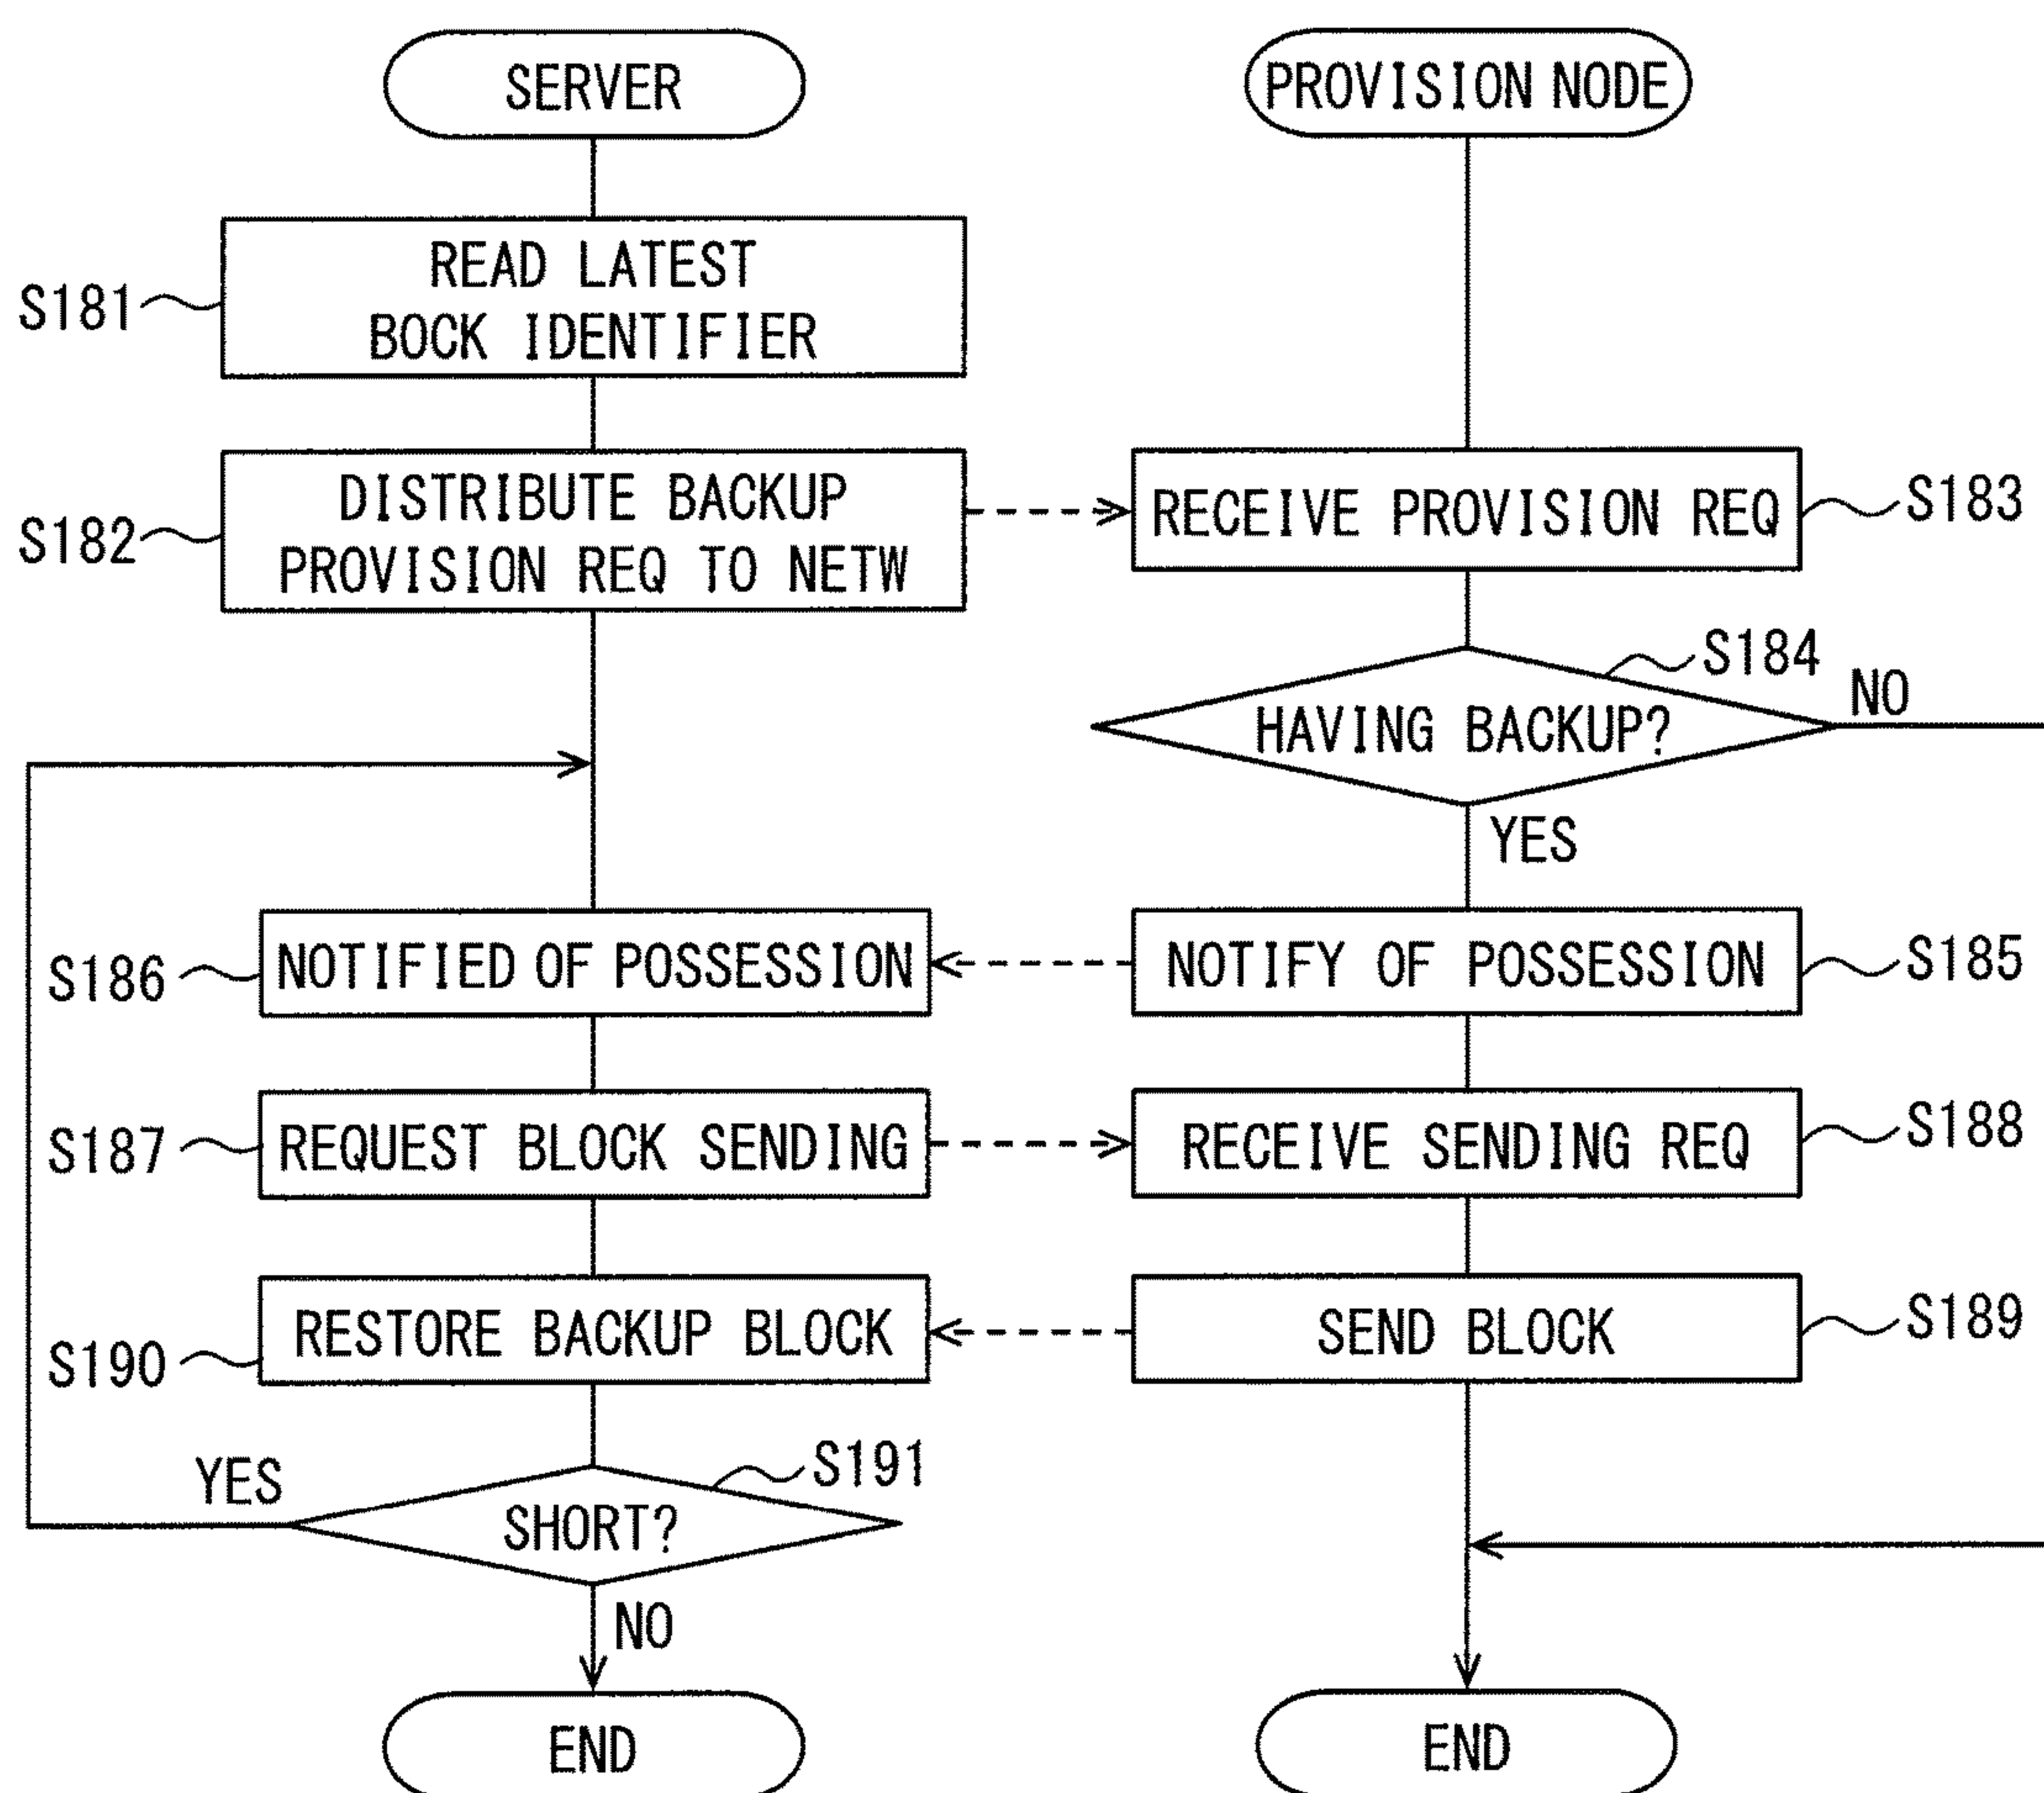 SERVER
PROVISION NODE
S181
READ LATEST
BOCK IDENTIFIER
S182
DISTRIBUTE BACKUP
PROVISION REQ TO NETW
RECEIVE PROVISION REQ
S183
S184
HAVING BACKUP?
NO
YES
S186
NOTIFIED OF POSSESSION
NOTIFY OF POSSESSION
S185
S187
REQUEST BLOCK SENDING
RECEIVE SENDING REQ
S188
S190
RESTORE BACKUP BLOCK
SEND BLOCK
S189
S191
YES
SHORT?
NO
END
END